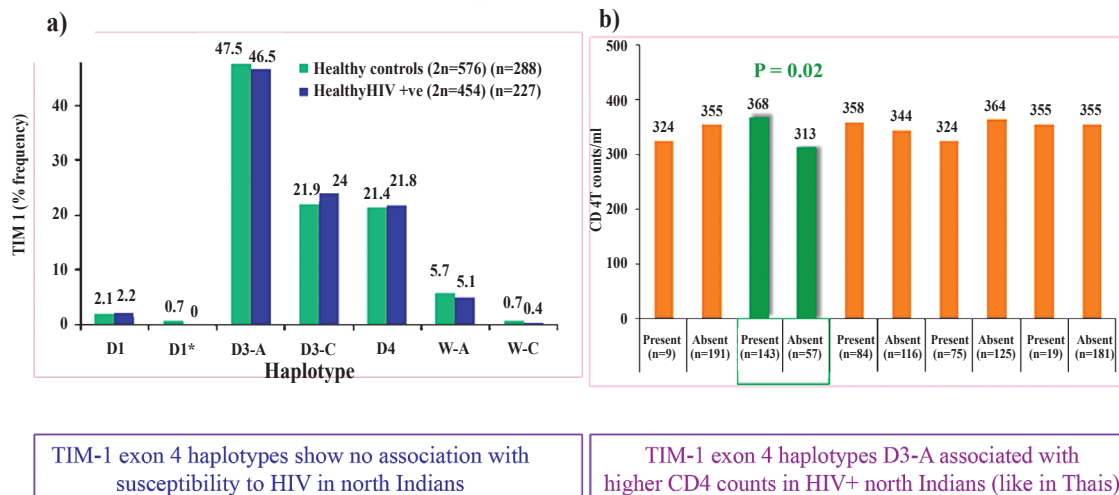 a)
TIM 1 (% frequency)
40
30
20
10
0
47.5
46.5
Healthy controls (2n=576) (n=288)
HealthyHIV +ve (2n=454) (n=227)
2.1 2.2
0.7 0
21.9 24
21.4 21.8
5.7 5.1
0.7 0.4
D1 D1* D3-A D3-C D4 W-A W-C
Haplotype
TIM-1 exon 4 haplotypes show no association with
susceptibility to HIV in north Indians
b)
CD 4T counts/ml
500
400
300
200
100
0
P = 0.02
324 355 368 313 358 344 324 364 355 355
Present Absent Present Absent Present Absent Present Absent Present Absent
(n=9) (n=191) (n=143) (n=57) (n=84) (n=116) (n=75) (n=125) (n=19) (n=181)
TIM-1 exon 4 haplotypes D3-A associated with
higher CD4 counts in HIV+ north Indians (like in Thais)